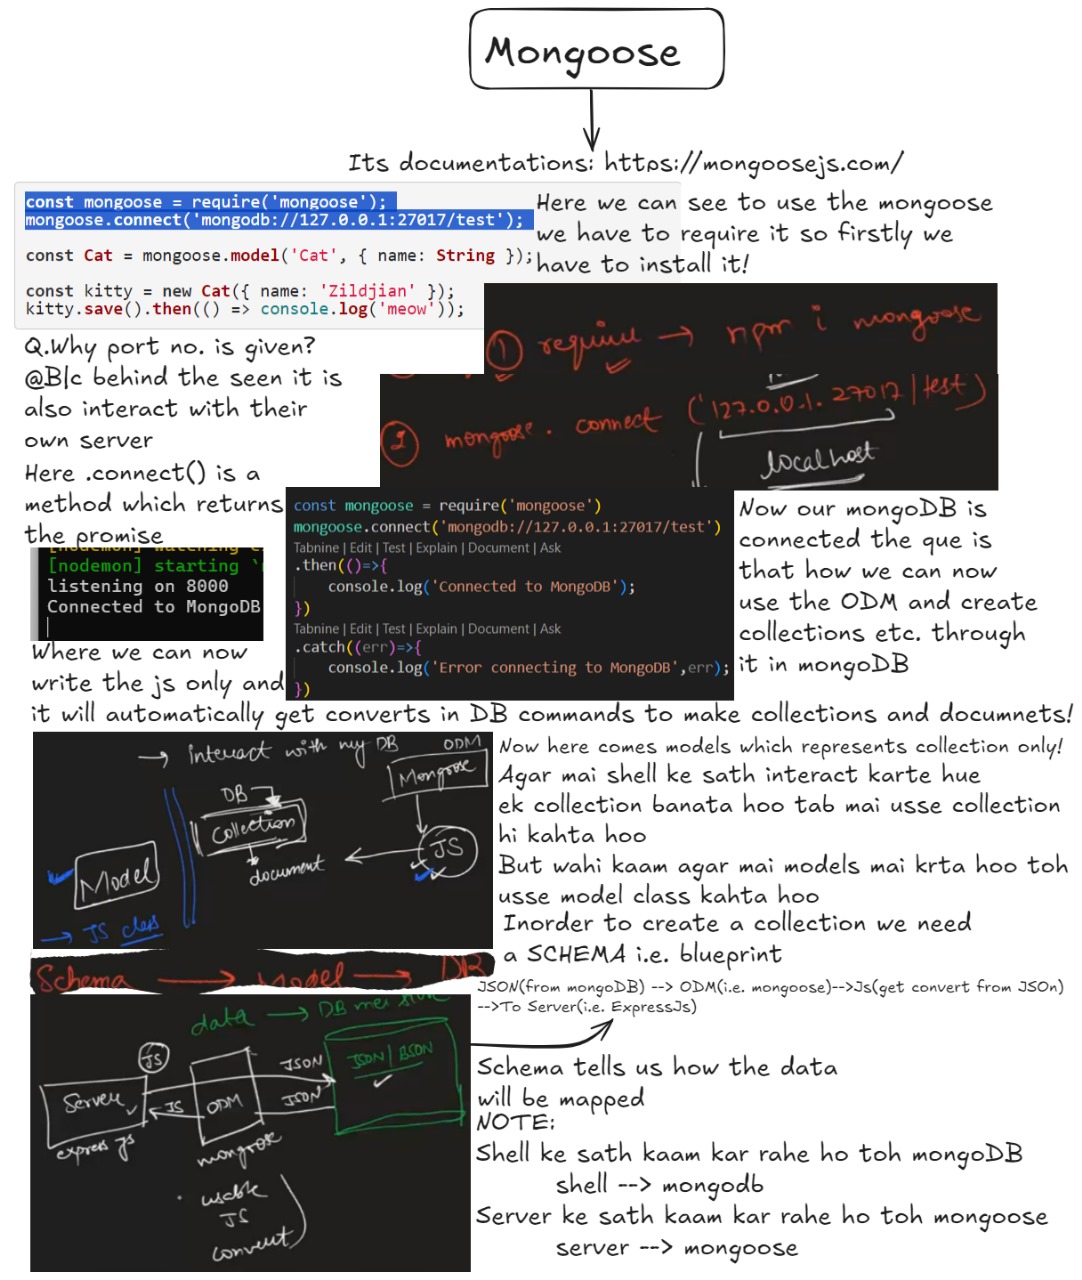 Mongoose
Its documentations: https://mongoosejs.com/
const mongoose = require('mongoose');
mongoose.connect('mongodb://127.0.0.1:27017/test');
const Cat = mongoose.model('Cat', { name: String });
const kitty = new Cat({ name: 'Zildjian' });
kitty.save().then(() => console.log('meow'));
Here we can see to use the mongoose
we have to require it so firstly we
have to install it!
1 require → npm i mongoose
2 mongoose. connect ('127.0.0.1. 27017/test)
localhost
Q.Why port no. is given?
@B|c behind the seen it is
also interact with their
own server
Here .connect() is a
method which returns
the promise
[nodemon] watching
[nodemon] starting `
listening on 8000
Connected to MongoDB
const mongoose = require('mongoose')
mongoose.connect('mongodb://127.0.0.1:27017/test')
Tabnine | Edit | Test | Explain | Document | Ask
.then(()=>{
console.log('Connected to MongoDB');
})
Tabnine | Edit | Test | Explain | Document | Ask
.catch((err)=>{
console.log('Error connecting to MongoDB',err);
})
Now our mongoDB is
connected the que is
that how we can now
use the ODM and create
collections etc. through
it in mongoDB
Where we can now
write the js only and
it will automatically get converts in DB commands to make collections and documnets!
→ Interact with my DB
ODM
Mongoose
DB
Collection
document
JS
Model
→ JS class
Now here comes models which represents collection only!
Agar mai shell ke sath interact karte hue
ek collection banata hoo tab mai usse collection
hi kahta hoo
But wahi kaam agar mai models mai krta hoo toh
usse model class kahta hoo
Inorder to create a collection we need
a SCHEMA i.e. blueprint
Schema → Model → DB
JSON(from mongoDB) --> ODM(i.e. mongoose)-->Js(get convert from JSOn)
-->To Server(i.e. ExpressJs)
data → DB mei
JS
JSON
JSON/BSON
Server
JS
ODM
JSON
express js
mongoose
usable
JS
convert
Schema tells us how the data
will be mapped
NOTE:
Shell ke sath kaam kar rahe ho toh mongoDB
shell --> mongodb
Server ke sath kaam kar rahe ho toh mongoose
server --> mongoose